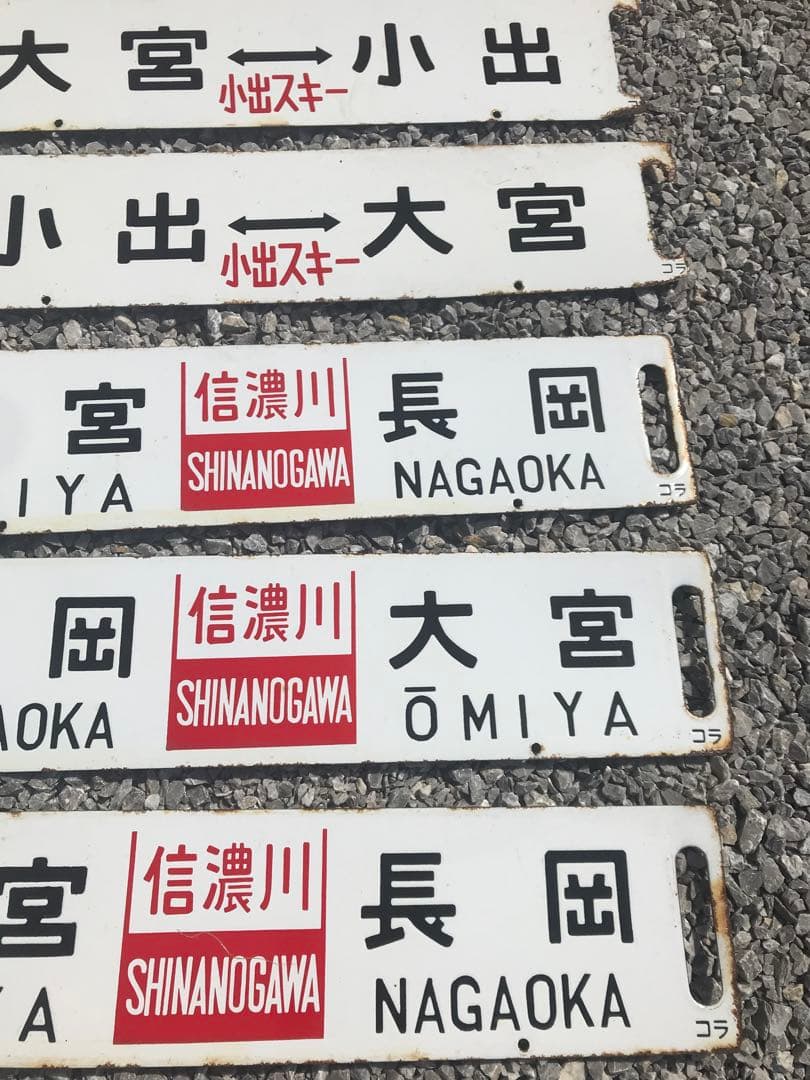 大宮⟷小出
小出スキー
小出⟷大宮
小出スキー
コラ
宮 信濃川 長岡
IYA SHINANOGAWA NAGAOKA
コラ
岡 信濃川 大宮
AOKA SHINANOGAWA ŌMIYA
コラ
宮 信濃川 長岡
YA SHINANOGAWA NAGAOKA
コラ